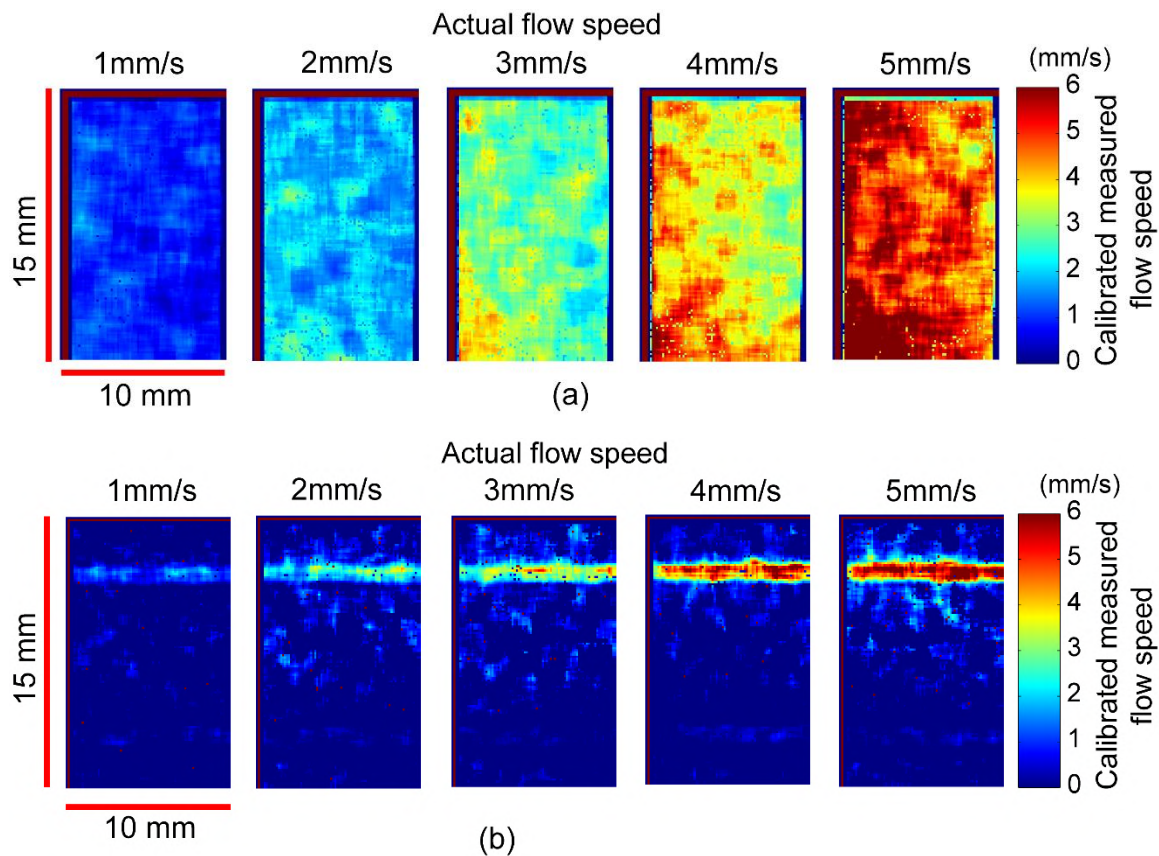 Actual flow speed
1mm/s 2mm/s 3mm/s 4mm/s 5mm/s (mm/s)
6
5
4
3
2
1
0
Calibrated measured
flow speed
15 mm
10 mm
(a)
Actual flow speed
1mm/s 2mm/s 3mm/s 4mm/s 5mm/s (mm/s)
6
5
4
3
2
1
0
Calibrated measured
flow speed
15 mm
10 mm
(b)